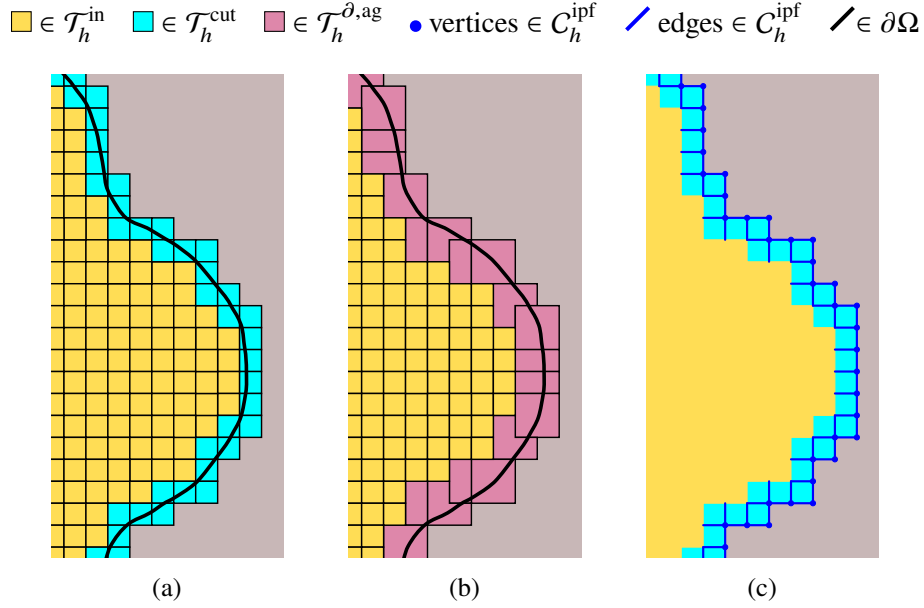 ∈ 𝒯_h^in ∈ 𝒯_h^cut ∈ 𝒯_h^{∂,ag} vertices ∈ 𝒞_h^ipf edges ∈ 𝒞_h^ipf ∈ ∂Ω
(a) (b) (c)